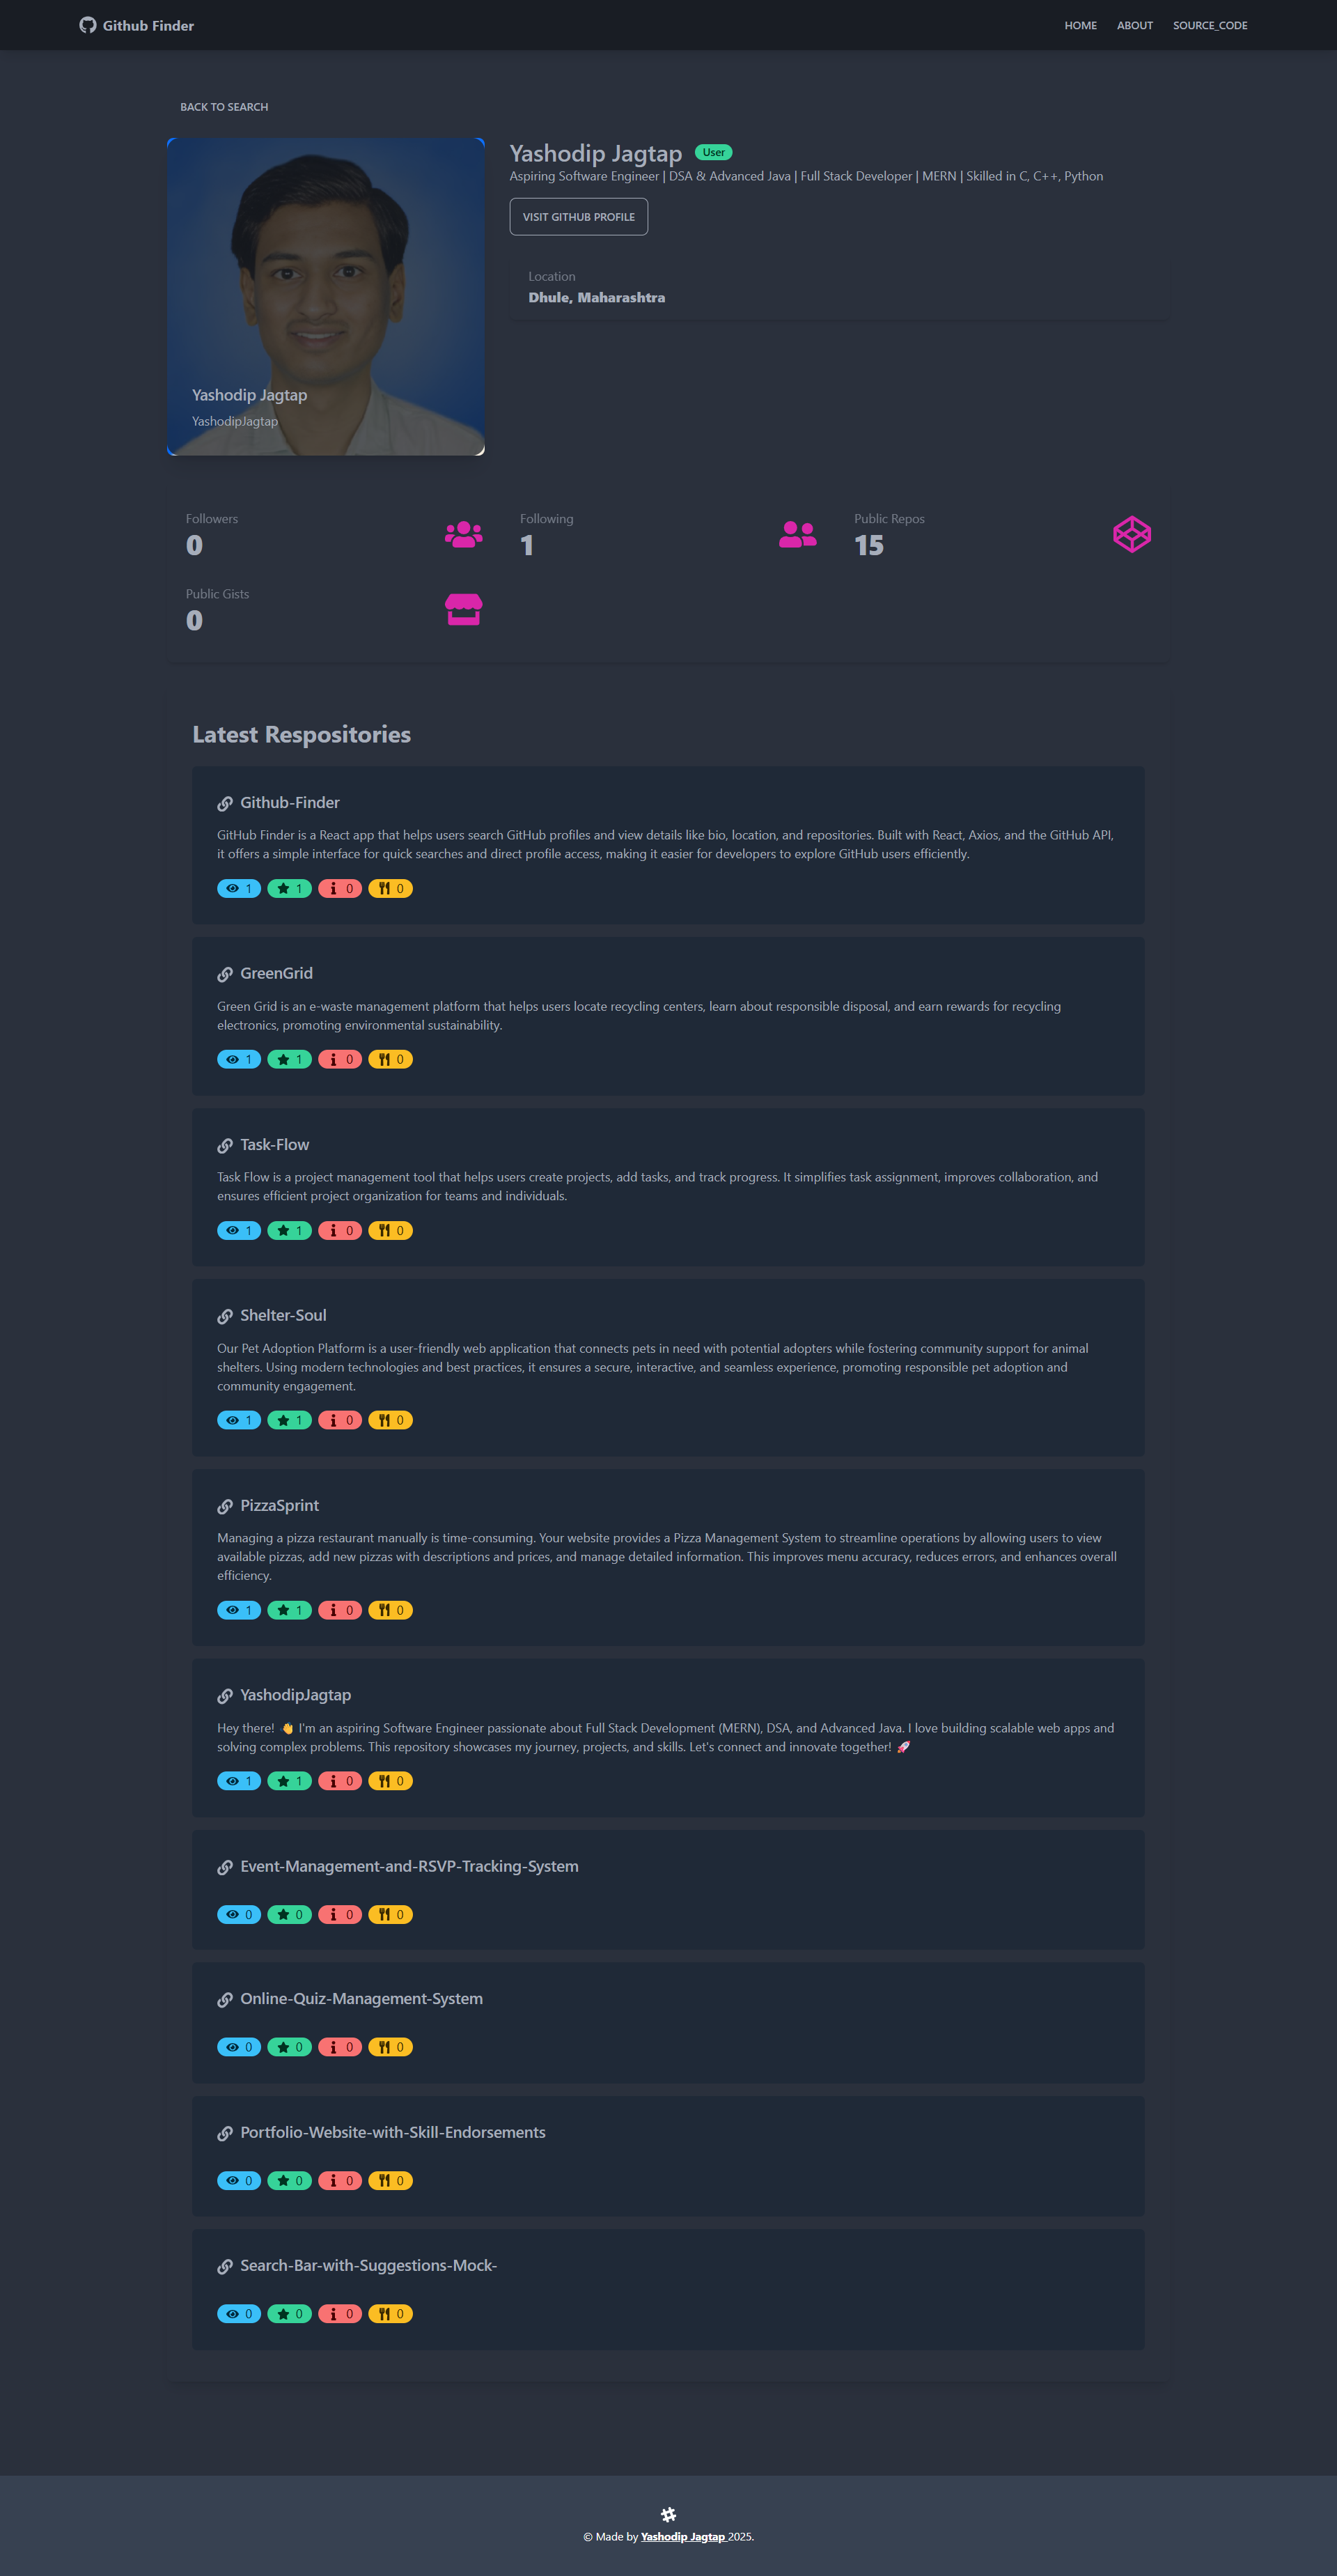 Github Finder
HOME ABOUT SOURCE_CODE
BACK TO SEARCH
Yashodip Jagtap
YashodipJagtap
Yashodip Jagtap User
Aspiring Software Engineer | DSA & Advanced Java | Full Stack Developer | MERN | Skilled in C, C++, Python
VISIT GITHUB PROFILE
Location
Dhule, Maharashtra
Followers
0
Following
1
Public Repos
15
Public Gists
0
Latest Respositories
Github-Finder
GitHub Finder is a React app that helps users search GitHub profiles and view details like bio, location, and repositories. Built with React, Axios, and the GitHub API,
it offers a simple interface for quick searches and direct profile access, making it easier for developers to explore GitHub users efficiently.
1 1 0 0
GreenGrid
Green Grid is an e-waste management platform that helps users locate recycling centers, learn about responsible disposal, and earn rewards for recycling
electronics, promoting environmental sustainability.
1 1 0 0
Task-Flow
Task Flow is a project management tool that helps users create projects, add tasks, and track progress. It simplifies task assignment, improves collaboration, and
ensures efficient project organization for teams and individuals.
1 1 0 0
Shelter-Soul
Our Pet Adoption Platform is a user-friendly web application that connects pets in need with potential adopters while fostering community support for animal
shelters. Using modern technologies and best practices, it ensures a secure, interactive, and seamless experience, promoting responsible pet adoption and
community engagement.
1 1 0 0
PizzaSprint
Managing a pizza restaurant manually is time-consuming. Your website provides a Pizza Management System to streamline operations by allowing users to view
available pizzas, add new pizzas with descriptions and prices, and manage detailed information. This improves menu accuracy, reduces errors, and enhances overall
efficiency.
1 1 0 0
YashodipJagtap
Hey there! 👋 I'm an aspiring Software Engineer passionate about Full Stack Development (MERN), DSA, and Advanced Java. I love building scalable web apps and
solving complex problems. This repository showcases my journey, projects, and skills. Let's connect and innovate together! 🚀
1 1 0 0
Event-Management-and-RSVP-Tracking-System
0 0 0 0
Online-Quiz-Management-System
0 0 0 0
Portfolio-Website-with-Skill-Endorsements
0 0 0 0
Search-Bar-with-Suggestions-Mock-
0 0 0 0
© Made by Yashodip Jagtap 2025.